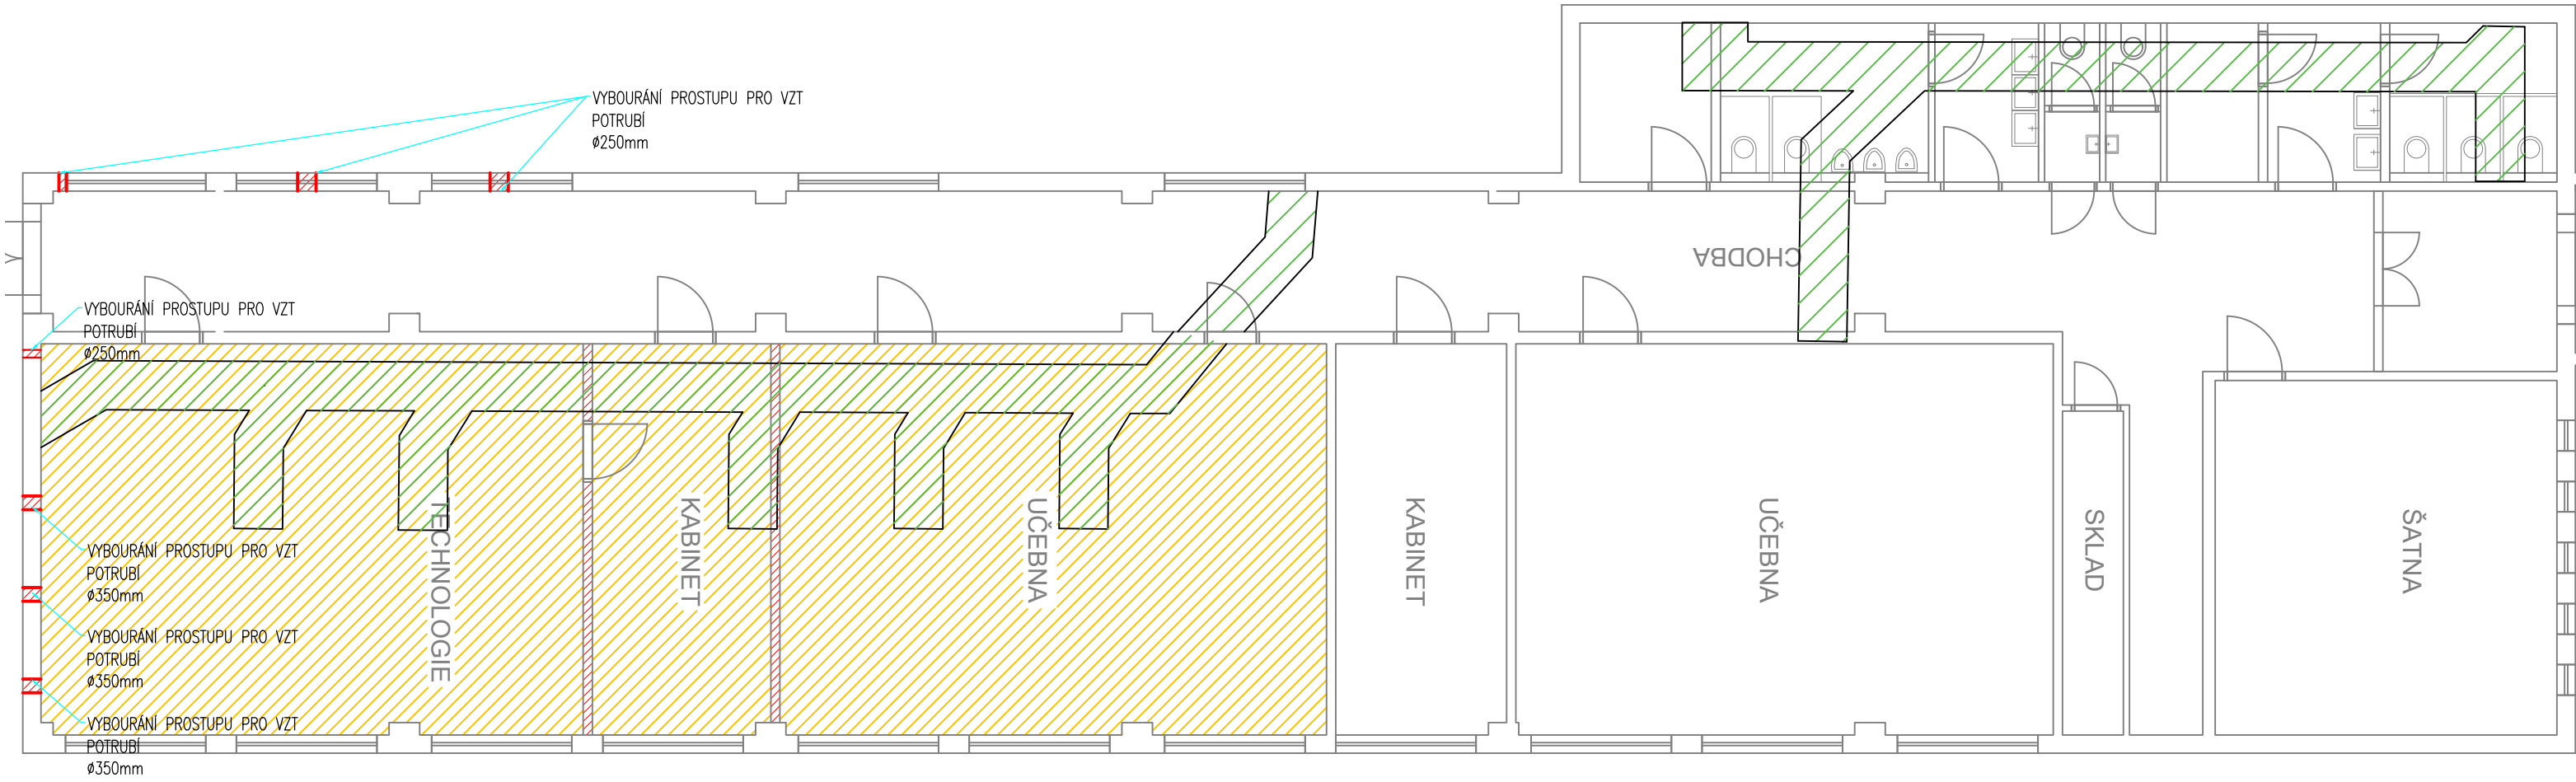 VYBOURÁNÍ PROSTUPU PRO VZT
POTRUBÍ
ø250mm
CHODBA
VYBOURÁNÍ PROSTUPU PRO VZT
POTRUBÍ
ø250mm
TECHNOLOGIE
KABINET
UČEBNA
KABINET
UČEBNA
SKLAD
ŠATNA
VYBOURÁNÍ PROSTUPU PRO VZT
POTRUBÍ
ø350mm
VYBOURÁNÍ PROSTUPU PRO VZT
POTRUBÍ
ø350mm
VYBOURÁNÍ PROSTUPU PRO VZT
POTRUBÍ
ø350mm